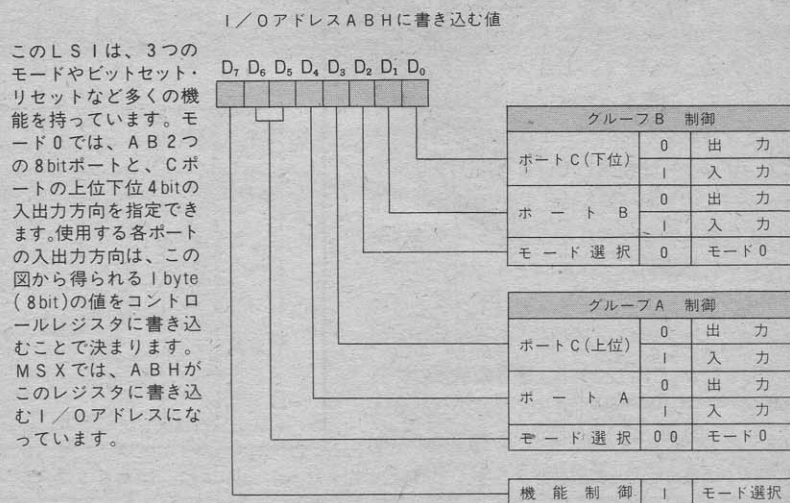 I／OアドレスABHに書き込む値
このLSIは、3つの
モードやビットセット・
リセットなど多くの機
能を持っています。モ
ード0では、AB2つ
の8bitポートと、Cポ
ートの上位下位4bitの
入出力方向を指定でき
ます。使用する各ポート
の入出力方向は、この
図から得られる1byte
(8bit)の値をコントロ
ールレジスタに書き込
むことで決まります。
MSXでは、ABHが
このレジスタに書き込
むI／Oアドレスにな
っています。
D₇ D₆ D₅ D₄ D₃ D₂ D₁ D₀
グループB 制御
ポートC(下位) 0 出 力
1 入 力
ポ ー ト B 0 出 力
1 入 力
モード選択 0 モード0
グループA 制御
ポートC(上位) 0 出 力
1 入 力
ポ ー ト A 0 出 力
1 入 力
モード選択 00 モード0
機能制御 1 モード選択